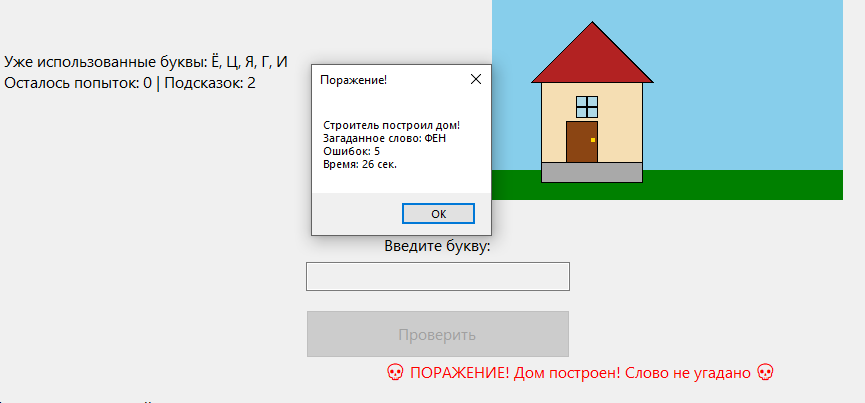 Уже использованные буквы: Ё, Ц, Я, Г, И
Осталось попыток: 0 | Подсказок: 2
Поражение!
Строитель построил дом!
Загаданное слово: ФЕН
Ошибок: 5
Время: 26 сек.
ОК
Введите букву:
Проверить
ПОРАЖЕНИЕ! Дом построен! Слово не угадано